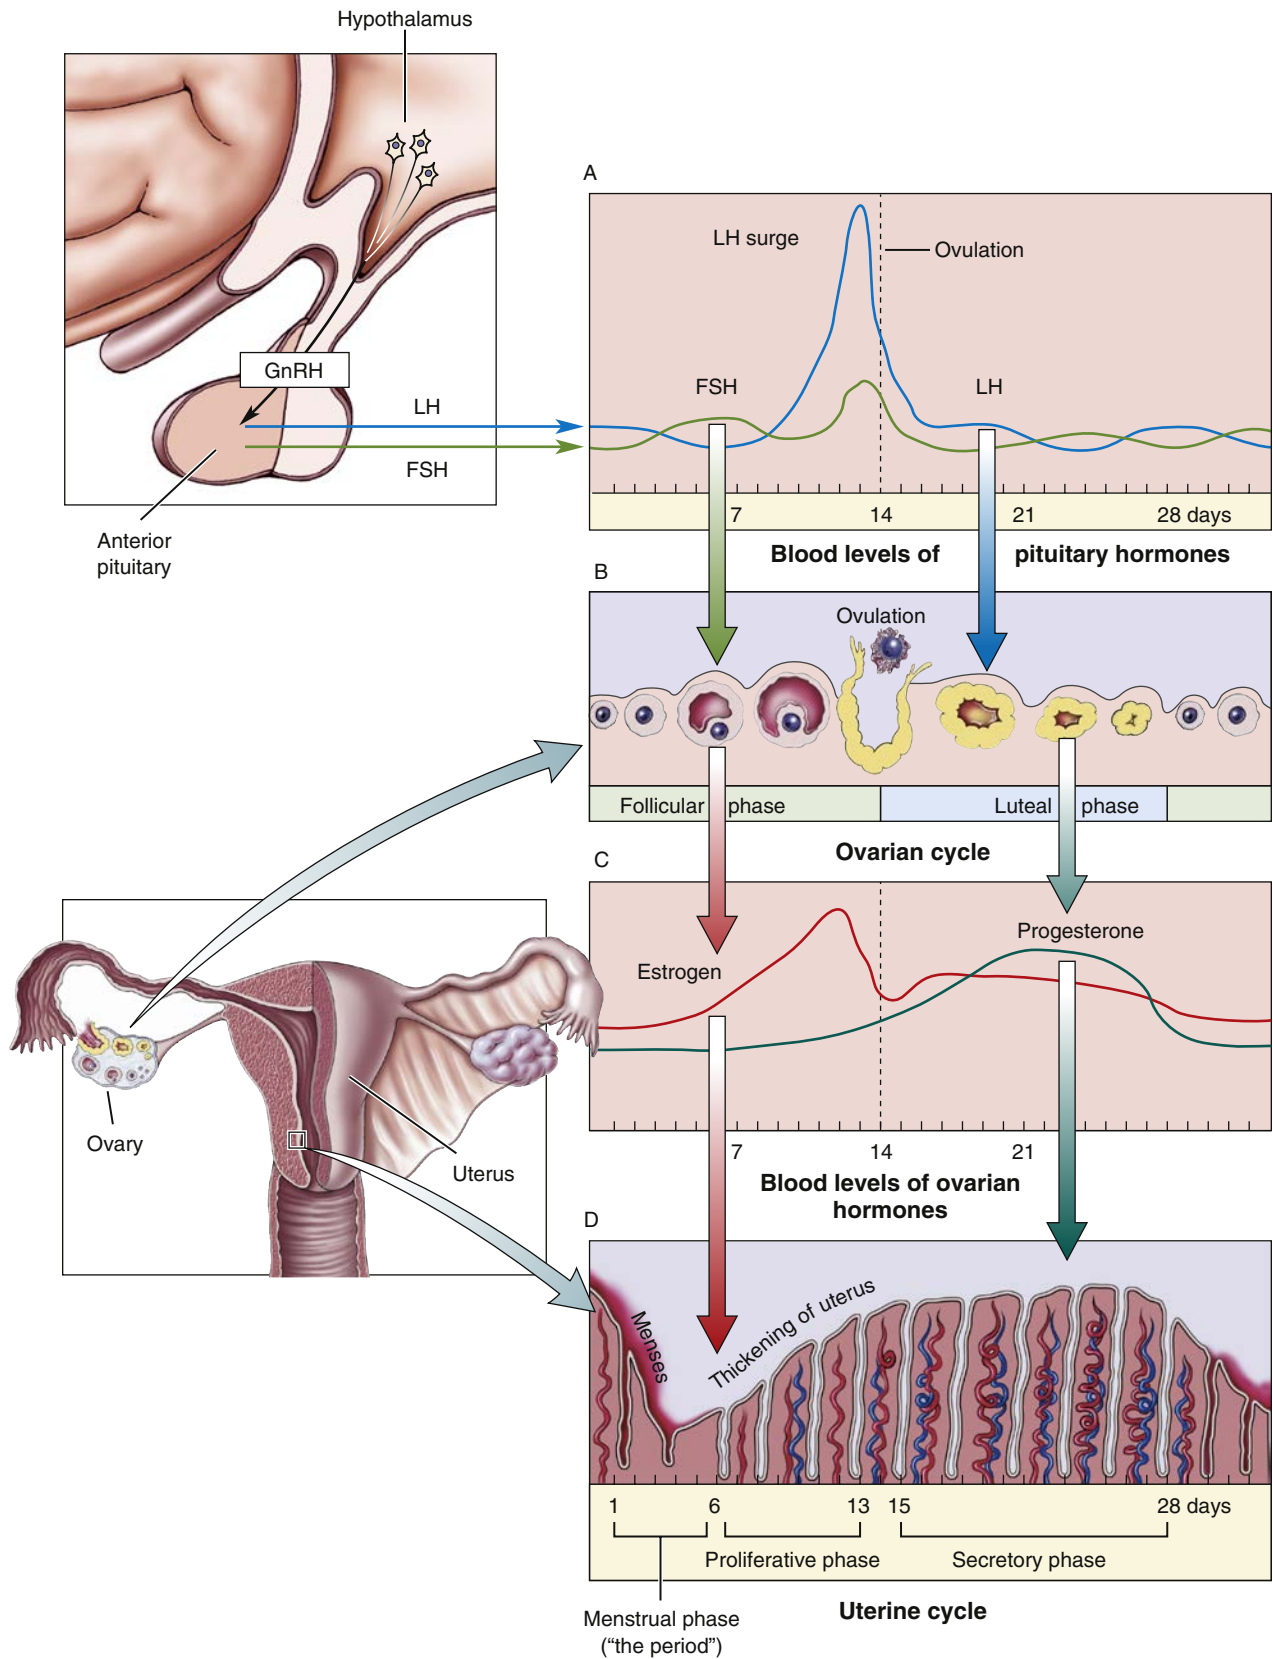 Hypothalamus
GnRH
LH
FSH
Anterior
pituitary
A
LH surge
Ovulation
FSH
LH
7 14 21 28 days
Blood levels of pituitary hormones
B
Ovulation
Follicular phase
Luteal phase
Ovarian cycle
C
Estrogen
Progesterone
7 14 21
Blood levels of ovarian
hormones
Ovary
Uterus
D
Menses
Thickening of uterus
1 6 13 15 28 days
Proliferative phase
Secretory phase
Menstrual phase
(“the period”)
Uterine cycle